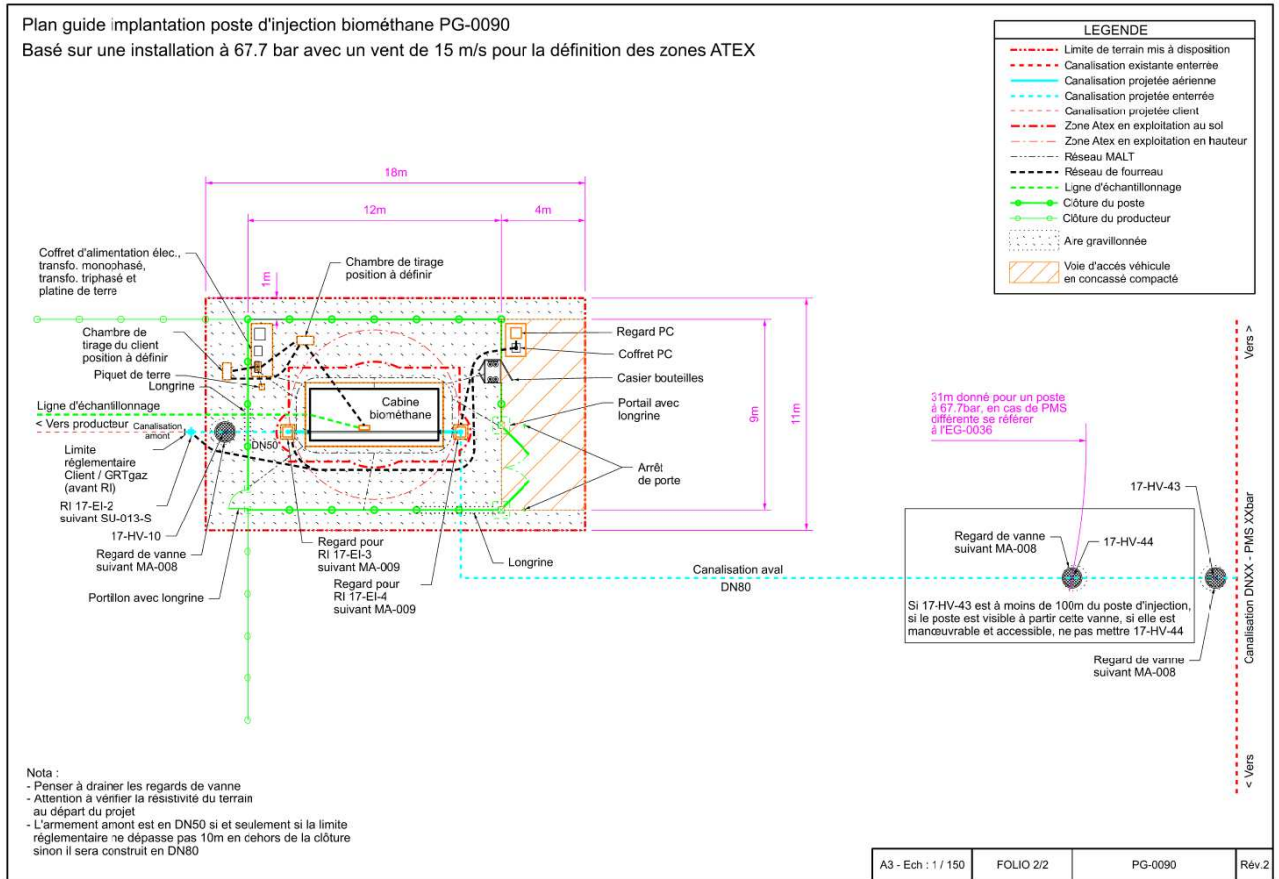 Plan guide implantation poste d'injection biométhane PG-0090
Basé sur une installation à 67.7 bar avec un vent de 15 m/s pour la définition des zones ATEX
LEGENDE
Limite de terrain mis à disposition
Canalisation existante enterrée
Canalisation projetée aérienne
Canalisation projetée enterrée
Canalisation projetée client
Zone Atex en exploitation au sol
Zone Atex en exploitation en hauteur
Réseau MALT
Réseau de fourreau
Ligne d'échantillonnage
Clôture du poste
Clôture du producteur
Aire gravillonnée
Voie d'accés véhicule
en concassé compacté
18m
12m
4m
1m
Coffret d'alimentation élec.,
transfo. monophasé,
transfo. triphasé et
platine de terre
Chambre de tirage
position à définir
Chambre de
tirage du client
position à définir
Piquet de terre
Longrine
Ligne d'échantillonnage
< Vers producteur
Canalisation
amont
Limite
règlementaire
Client / GRTgaz
(avant RI)
RI 17-EI-2
suivant SU-013-S
17-HV-10
Regard de vanne
suivant MA-008
Portillon avec longrine
DN50*
Cabine
biométhane
Regard PC
Coffret PC
Casier bouteilles
Portail avec
longrine
Arrêt
de porte
9m
11m
Regard pour
RI 17-EI-3
suivant MA-009
Regard pour
RI 17-EI-4
suivant MA-009
Longrine
Canalisation aval
DN80
31m donné pour un poste
à 67.7bar, en cas de PMS
différente se référer
à l'EG-0036
17-HV-43
Regard de vanne
suivant MA-008
17-HV-44
Si 17-HV-43 est à moins de 100m du poste d'injection,
si le poste est visible à partir cette vanne, si elle est
manœuvrable et accessible, ne pas mettre 17-HV-44
Regard de vanne
suivant MA-008
Vers >
Canalisation DNXX - PMS XXbar
< Vers
Nota :
- Penser à drainer les regards de vanne
- Attention à vérifier la résistivité du terrain
au départ du projet
- L'armement amont est en DN50 si et seulement si la limite
réglementaire ne dépasse pas 10m en dehors de la clôture
sinon il sera construit en DN80
A3 - Ech : 1 / 150
FOLIO 2/2
PG-0090
Rév.2